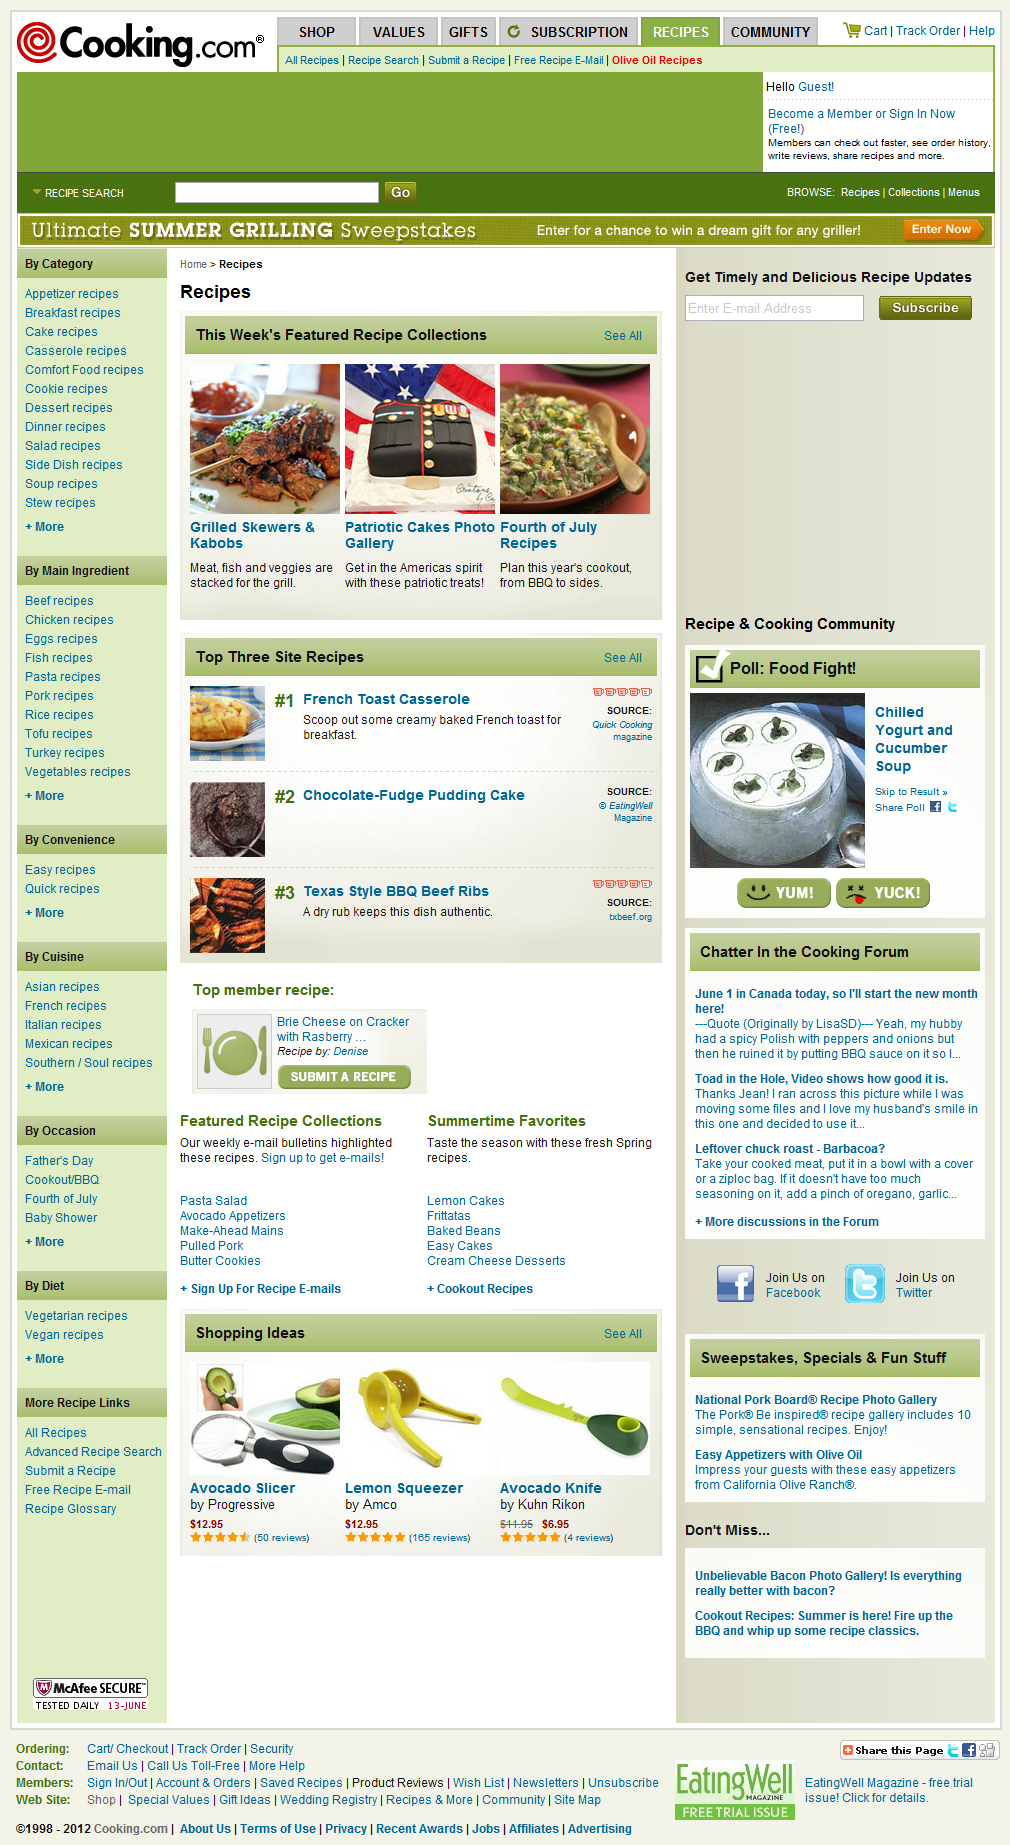 Cooking.com®
SHOP
VALUES
GIFTS
SUBSCRIPTION
RECIPES
COMMUNITY
Cart | Track Order | Help
All Recipes | Recipe Search | Submit a Recipe | Free Recipe E-Mail | Olive Oil Recipes
Hello Guest!
Become a Member or Sign In Now
(Free!)
Members can check out faster, see order history,
write reviews, share recipes and more.
RECIPE SEARCH
Go
BROWSE: Recipes | Collections | Menus
Ultimate SUMMER GRILLING Sweepstakes
Enter for a chance to win a dream gift for any griller!
Enter Now
By Category
Appetizer recipes
Breakfast recipes
Cake recipes
Casserole recipes
Comfort Food recipes
Cookie recipes
Dessert recipes
Dinner recipes
Salad recipes
Side Dish recipes
Soup recipes
Stew recipes
+ More
By Main Ingredient
Beef recipes
Chicken recipes
Eggs recipes
Fish recipes
Pasta recipes
Pork recipes
Rice recipes
Tofu recipes
Turkey recipes
Vegetables recipes
+ More
By Convenience
Easy recipes
Quick recipes
+ More
By Cuisine
Asian recipes
French recipes
Italian recipes
Mexican recipes
Southern / Soul recipes
+ More
By Occasion
Father's Day
Cookout/BBQ
Fourth of July
Baby Shower
+ More
By Diet
Vegetarian recipes
Vegan recipes
+ More
More Recipe Links
All Recipes
Advanced Recipe Search
Submit a Recipe
Free Recipe E-mail
Recipe Glossary
McAfee SECURE™
TESTED DAILY 13-JUNE
Home > Recipes
Recipes
This Week's Featured Recipe Collections
See All
Grilled Skewers &
Kabobs
Meat, fish and veggies are
stacked for the grill.
Patriotic Cakes Photo
Gallery
Get in the Americas spirit
with these patriotic treats!
Fourth of July
Recipes
Plan this year's cookout,
from BBQ to sides.
Top Three Site Recipes
See All
#1 French Toast Casserole
Scoop out some creamy baked French toast for
breakfast.
SOURCE:
Quick Cooking
magazine
#2 Chocolate-Fudge Pudding Cake
SOURCE:
© EatingWell
Magazine
#3 Texas Style BBQ Beef Ribs
A dry rub keeps this dish authentic.
SOURCE:
txbeef.org
Top member recipe:
Brie Cheese on Cracker
with Rasberry ...
Recipe by: Denise
SUBMIT A RECIPE
Featured Recipe Collections
Our weekly e-mail bulletins highlighted
these recipes. Sign up to get e-mails!
Pasta Salad
Avocado Appetizers
Make-Ahead Mains
Pulled Pork
Butter Cookies
+ Sign Up For Recipe E-mails
Summertime Favorites
Taste the season with these fresh Spring
recipes.
Lemon Cakes
Frittatas
Baked Beans
Easy Cakes
Cream Cheese Desserts
+ Cookout Recipes
Shopping Ideas
See All
Avocado Slicer
by Progressive
$12.95
(50 reviews)
Lemon Squeezer
by Amco
$12.95
(165 reviews)
Avocado Knife
by Kuhn Rikon
$11.95 $6.95
(4 reviews)
Get Timely and Delicious Recipe Updates
Enter E-mail Address
Subscribe
Recipe & Cooking Community
Poll: Food Fight!
Chilled
Yogurt and
Cucumber
Soup
Skip to Result »
Share Poll
YUM!
YUCK!
Chatter In the Cooking Forum
June 1 in Canada today, so I'll start the new month
here!
---Quote (Originally by LisaSD)--- Yeah, my hubby
had a spicy Polish with peppers and onions but
then he ruined it by putting BBQ sauce on it so I...
Toad in the Hole, Video shows how good it is.
Thanks Jean! I ran across this picture while I was
moving some files and I love my husband's smile in
this one and decided to use it...
Leftover chuck roast - Barbacoa?
Take your cooked meat, put it in a bowl with a cover
or a ziploc bag. If it doesn't have too much
seasoning on it, add a pinch of oregano, garlic...
+ More discussions in the Forum
Join Us on
Facebook
Join Us on
Twitter
Sweepstakes, Specials & Fun Stuff
National Pork Board® Recipe Photo Gallery
The Pork® Be inspired® recipe gallery includes 10
simple, sensational recipes. Enjoy!
Easy Appetizers with Olive Oil
Impress your guests with these easy appetizers
from California Olive Ranch®.
Don't Miss...
Unbelievable Bacon Photo Gallery! Is everything
really better with bacon?
Cookout Recipes: Summer is here! Fire up the
BBQ and whip up some recipe classics.
Ordering: Cart/ Checkout | Track Order | Security
Contact: Email Us | Call Us Toll-Free | More Help
Members: Sign In/Out | Account & Orders | Saved Recipes | Product Reviews | Wish List | Newsletters | Unsubscribe
Web Site: Shop | Special Values | Gift Ideas | Wedding Registry | Recipes & More | Community | Site Map
©1998 - 2012 Cooking.com | About Us | Terms of Use | Privacy | Recent Awards | Jobs | Affiliates | Advertising
Share this Page
EatingWell
MAGAZINE
FREE TRIAL ISSUE
EatingWell Magazine - free trial
issue! Click for details.